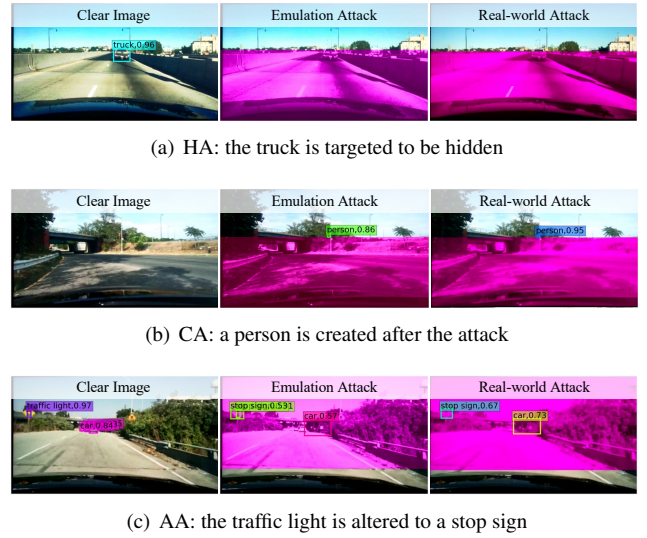 Clear Image
Emulation Attack
Real-world Attack
truck,0.96
(a) HA: the truck is targeted to be hidden
Clear Image
Emulation Attack
Real-world Attack
person,0.86
person,0.95
(b) CA: a person is created after the attack
Clear Image
Emulation Attack
Real-world Attack
traffic light,0.97
stop sign,0.531
stop sign,0.67
car,0.57
car,0.73
(c) AA: the traffic light is altered to a stop sign